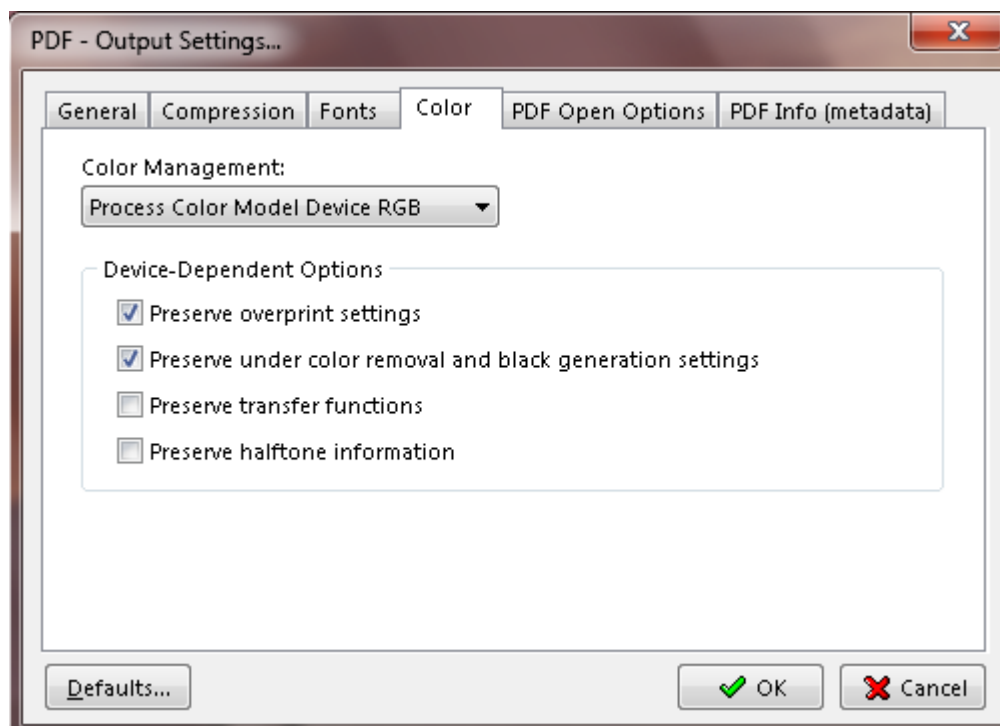 PDF - Output Settings...
General Compression Fonts Color PDF Open Options PDF Info (metadata)
Color Management:
Process Color Model Device RGB
Device-Dependent Options
Preserve overprint settings
Preserve under color removal and black generation settings
Preserve transfer functions
Preserve halftone information
Defaults... OK Cancel